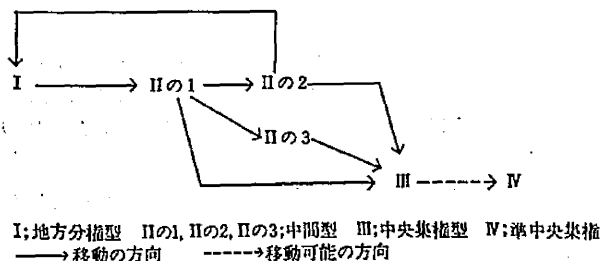 I → IIの1 → IIの2
IIの3
III ------→ IV
I;地方分権型 IIの1, IIの2, IIの3;中間型 III;中央集権型 IV;準中央集権
──→移動の方向 -----→移動可能の方向